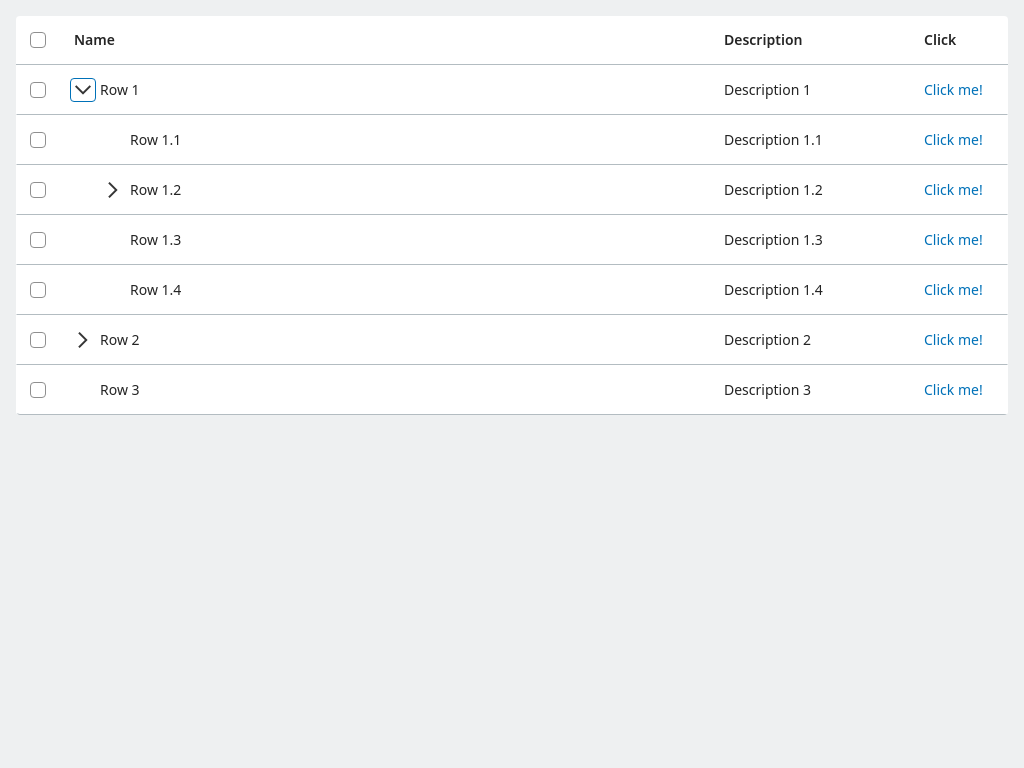 Name Description Click
Row 1 Description 1 Click me!
Row 1.1 Description 1.1 Click me!
Row 1.2 Description 1.2 Click me!
Row 1.3 Description 1.3 Click me!
Row 1.4 Description 1.4 Click me!
Row 2 Description 2 Click me!
Row 3 Description 3 Click me!